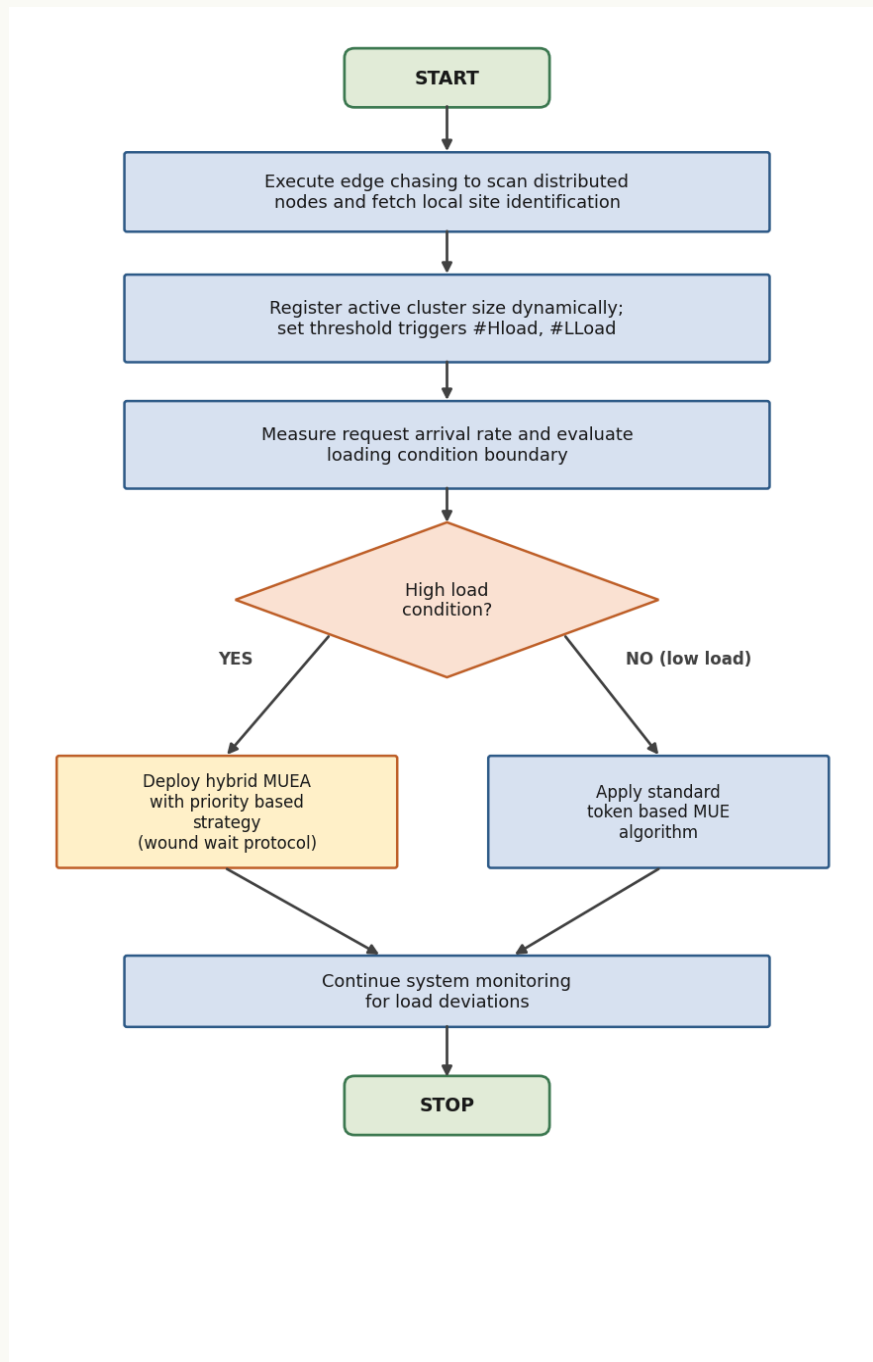 START
Execute edge chasing to scan distributed
nodes and fetch local site identification
Register active cluster size dynamically;
set threshold triggers #Hload, #LLoad
Measure request arrival rate and evaluate
loading condition boundary
High load
condition?
YES
NO (low load)
Deploy hybrid MUEA
with priority based
strategy
(wound wait protocol)
Apply standard
token based MUE
algorithm
Continue system monitoring
for load deviations
STOP